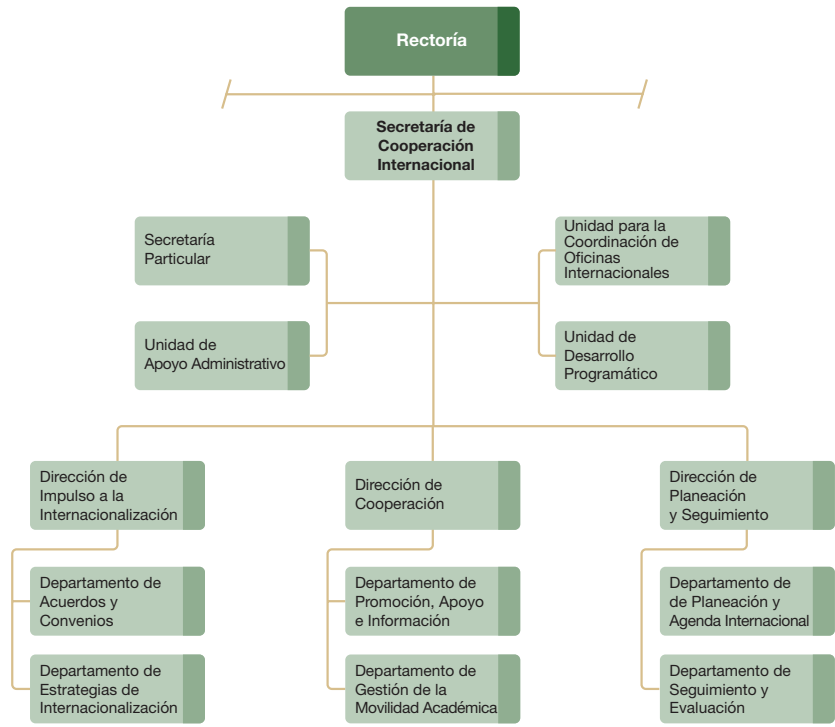 Rectoría
Secretaría de
Cooperación
Internacional
Secretaría
Particular
Unidad para la
Coordinación de
Oficinas
Internacionales
Unidad de
Apoyo Administrativo
Unidad de
Desarrollo
Programático
Dirección de
Impulso a la
Internacionalización
Dirección de
Cooperación
Dirección de
Planeación
y Seguimiento
Departamento de
Acuerdos y
Convenios
Departamento de
Promoción, Apoyo
e Información
Departamento de
de Planeación y
Agenda Internacional
Departamento de
Estrategias de
Internacionalización
Departamento de
Gestión de la
Movilidad Académica
Departamento de
Seguimiento y
Evaluación